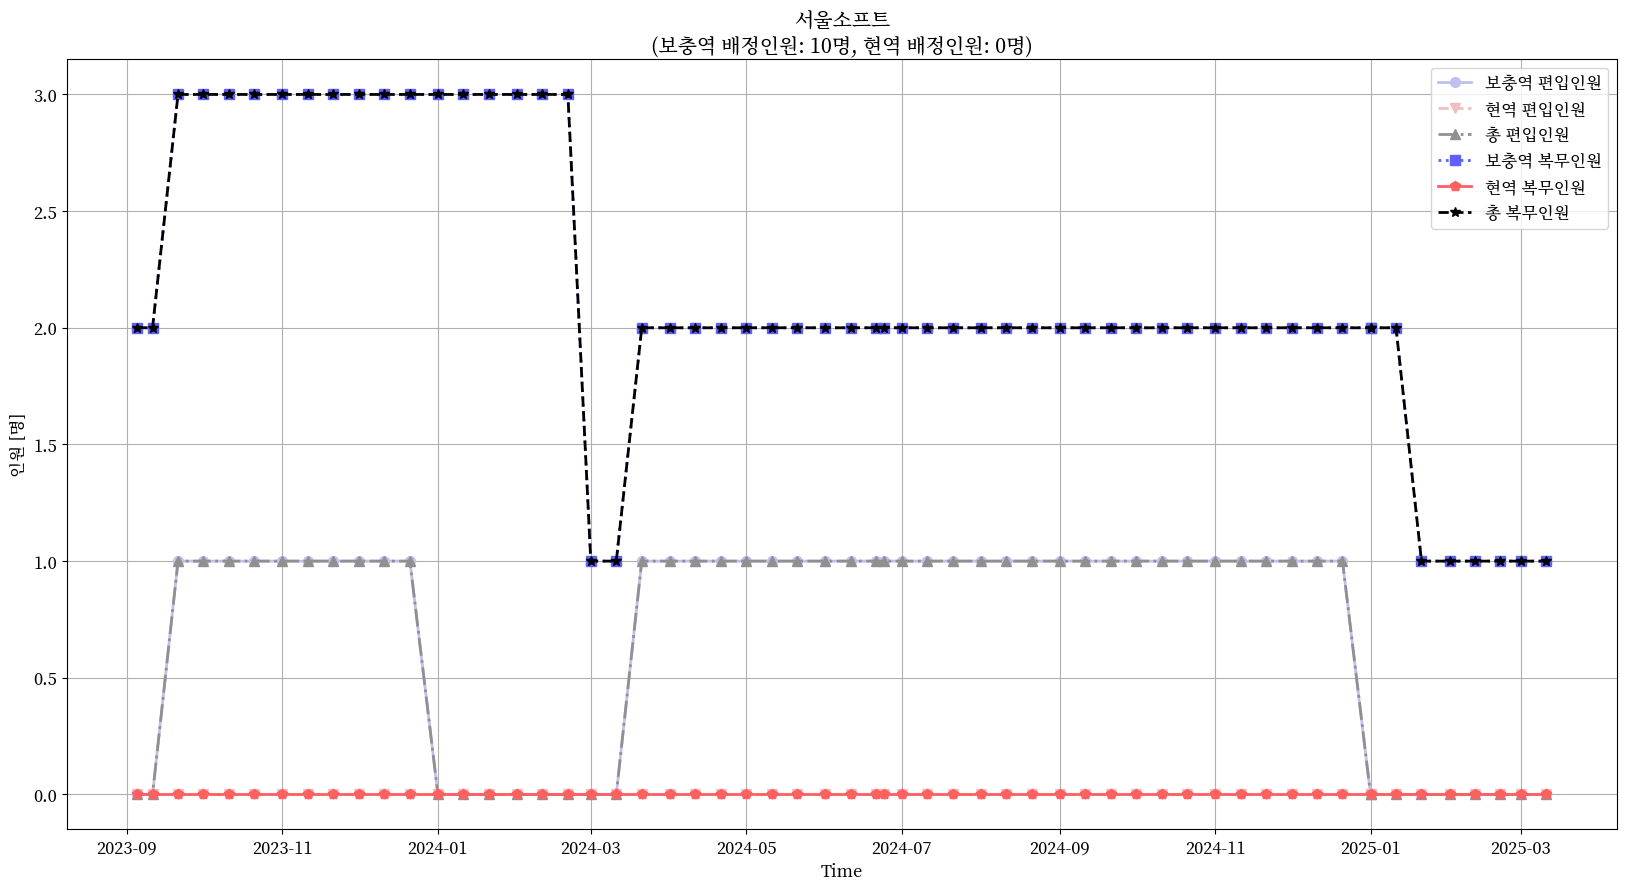 서울소프트
(보충역 배정인원: 10명, 현역 배정인원: 0명)
보충역 편입인원
현역 편입인원
총 편입인원
보충역 복무인원
현역 복무인원
총 복무인원
3.0
2.5
2.0
1.5
1.0
0.5
0.0
인원 [명]
2023-09 2023-11 2024-01 2024-03 2024-05 2024-07 2024-09 2024-11 2025-01 2025-03
Time